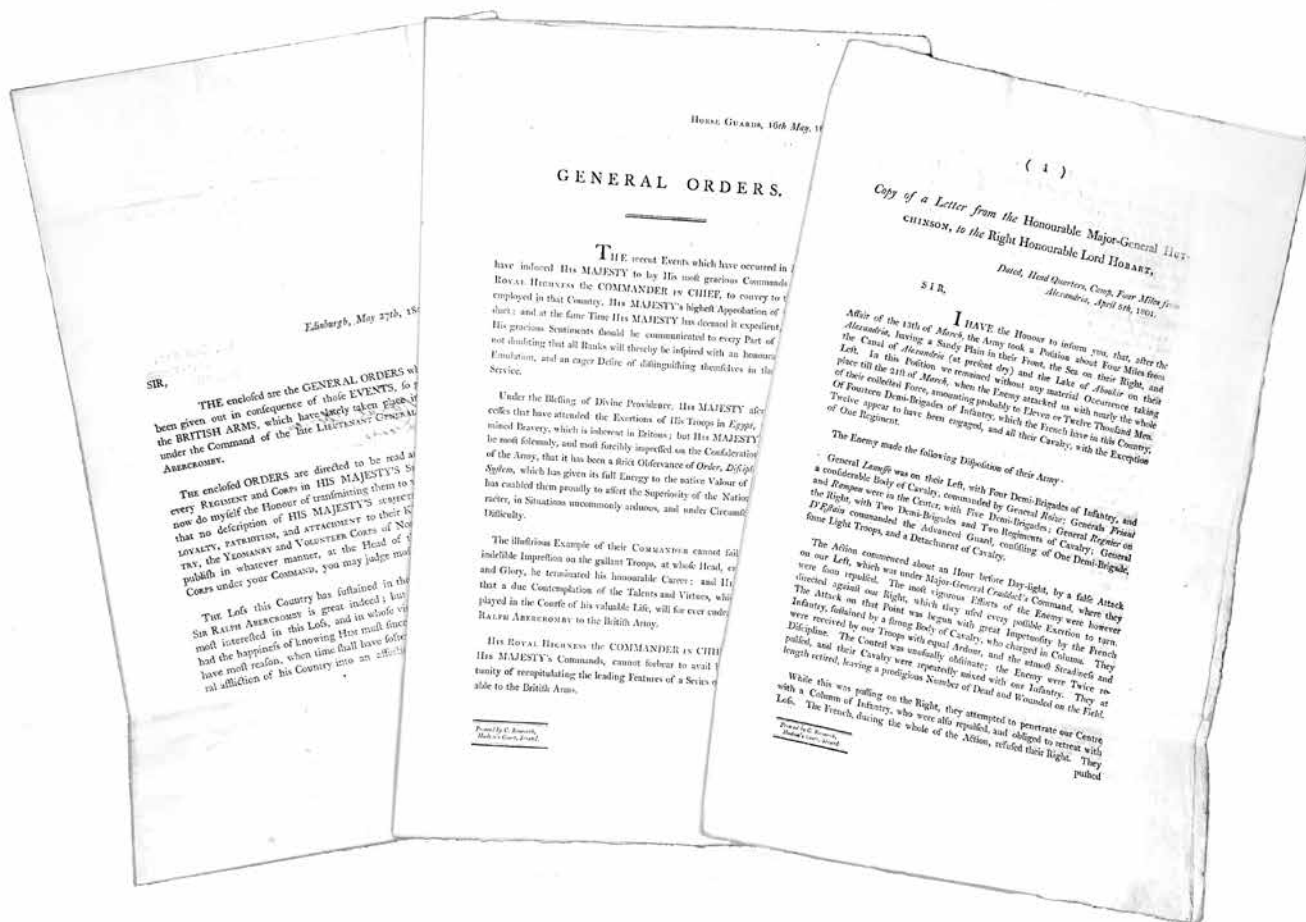 Edinburgh, May 27th, 18
SIR,
THE encloſed are the GENERAL ORDERS
been given out in conſequence of thoſe EVENTS, ſo
the BRITISH ARMS, which have lately taken place in
under the Command of the late LIEUTENANT GENERAL
ABERCROMBY.
THE encloſed ORDERS are directed to be read
every REGIMENT and CORPS in HIS MAJESTY'S
now do myſelf the Honour of tranſmitting them to
that no deſcription of HIS MAJESTY'S SUBJECTS
LOYALTY, PATRIOTISM, and ATTACHMENT to their
TRY, the YEOMANRY and VOLUNTEER CORPS of
publiſh in whatever manner, at the Head of
CORPS under your COMMAND, you may judge
THE Loſs this Country has ſuſtained in the
SIR RALPH ABERCROMBY is great indeed; but
moſt intereſted in this Loſs, and in whoſe
had the happineſs of knowing HIM muſt
have moſt reaſon, when time ſhall have
ral affliction of his Country into an
HORSE GUARDS, 16th May,
GENERAL ORDERS.
THE recent Events which have occurred in
have induced HIS MAJESTY to lay His moſt gracious Commands
ROYAL HIGHNESS the COMMANDER IN CHIEF, to convey to
employed in that Country, HIS MAJESTY's higheſt Approbation of
duct: and at the ſame Time HIS MAJESTY has deemed it expedient,
His gracious Sentiments ſhould be communicated to every Part of
not doubting that all Ranks will thereby be inſpired with an
Emulation, and an eager Deſire of diſtinguiſhing themſelves in the
Service.
Under the Bleſſing of Divine Providence, HIS MAJESTY
ceſſes that have attended the Exertions of His Troops in Egypt,
mined Bravery, which is inherent in Britons; but HIS MAJESTY
be moſt ſolemnly, and moſt forcibly impreſſed on the Conſideration
of the Army, that it has been a ſtrict Obſervance of Order,
Syſtem, which has given its full Energy to the native Valour of
has enabled them proudly to aſſert the Superiority of the
racter, in Situations uncommonly arduous, and under
Difficulty.
The illuſtrious Example of their COMMANDER cannot
indelible Impreſſion on the gallant Troops, at whoſe Head,
and Glory, he terminated his honourable Career: and
that a due Contemplation of the Talents and Virtues,
played in the Courſe of his valuable Life, will for ever
RALPH ABERCROMBY to the Britiſh Army.
HIS ROYAL HIGHNESS the COMMANDER IN CHIEF
HIS MAJESTY's Commands, cannot forbear to avail
tunity of recapitulating the leading Features of a Series
able to the Britiſh Arms.
Printed by C.
Court,
( 1 )
Copy of a Letter from the Honourable Major-General HUT-
CHINSON, to the Right Honourable Lord HOBART,
Dated, Head Quarters, Camp, Four Miles from
Alexandria, April 5th, 1801.
SIR,
I HAVE the Honour to inform you, that, after the
Affair of the 13th of March, the Army took a Poſition about Four Miles from
Alexandria, having a Sandy Plain in their Front, the Sea on their Right, and
the Canal of Alexandria (at preſent dry) and the Lake of Aboukir on their
Left. In this Poſition we remained without any material Occurrence taking
place till the 21ſt of March, when the Enemy attacked us with nearly the whole
of their collected Force, amounting probably to Eleven or Twelve Thouſand Men.
Of Fourteen Demi-Brigades of Infantry, which the French have in this Country,
Twelve appear to have been engaged, and all their Cavalry, with the Exception
of One Regiment.
The Enemy made the following Diſpoſition of their Army-
General Lanuſſe was on their Left, with Four Demi-Brigades of Infantry, and
a conſiderable Body of Cavalry, commanded by General Roize; Generals Friant
and Rampon were in the Center, with Five Demi-Brigades; General Regnier on
the Right, with Two Demi-Brigades and Two Regiments of Cavalry; General
D'Eſtain commanded the Advanced Guard, conſiſting of One Demi-Brigade,
ſome Light Troops, and a Detachment of Cavalry.
The Action commenced about an Hour before Day-light, by a falſe Attack
on our Left, which was under Major-General Craddock's Command, where they
were ſoon repulſed. The moſt vigorous Efforts of the Enemy were however
directed againſt our Right, which they uſed every poſſible Exertion to turn.
The Attack on that Point was begun with great Impetuoſity by the French
Infantry, ſuſtained by a ſtrong Body of Cavalry, who charged in Column. They
were received by our Troops with equal Ardour, and the utmoſt Steadineſs and
Diſcipline. The Conteſt was unuſually obſtinate; the Enemy were Twice re-
pulſed, and their Cavalry were repeatedly mixed with our Infantry. They at
length retired, leaving a prodigious Number of Dead and Wounded on the Field.
While this was paſſing on the Right, they attempted to penetrate our Centre
with a Column of Infantry, who were alſo repulſed, and obliged to retreat with
Loſs. The French, during the whole of the Action, refuſed their Right. They
puſhed
Printed by C.
Court,